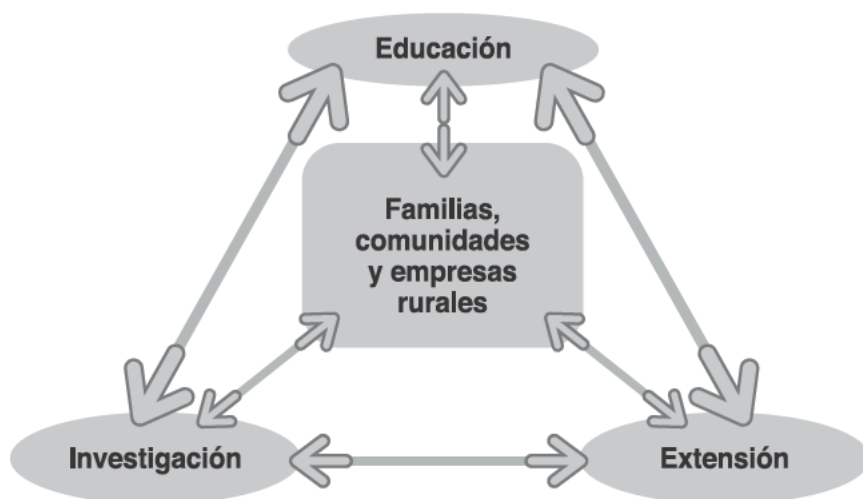 Educación
Familias,
comunidades
y empresas
rurales
Investigación
Extensión